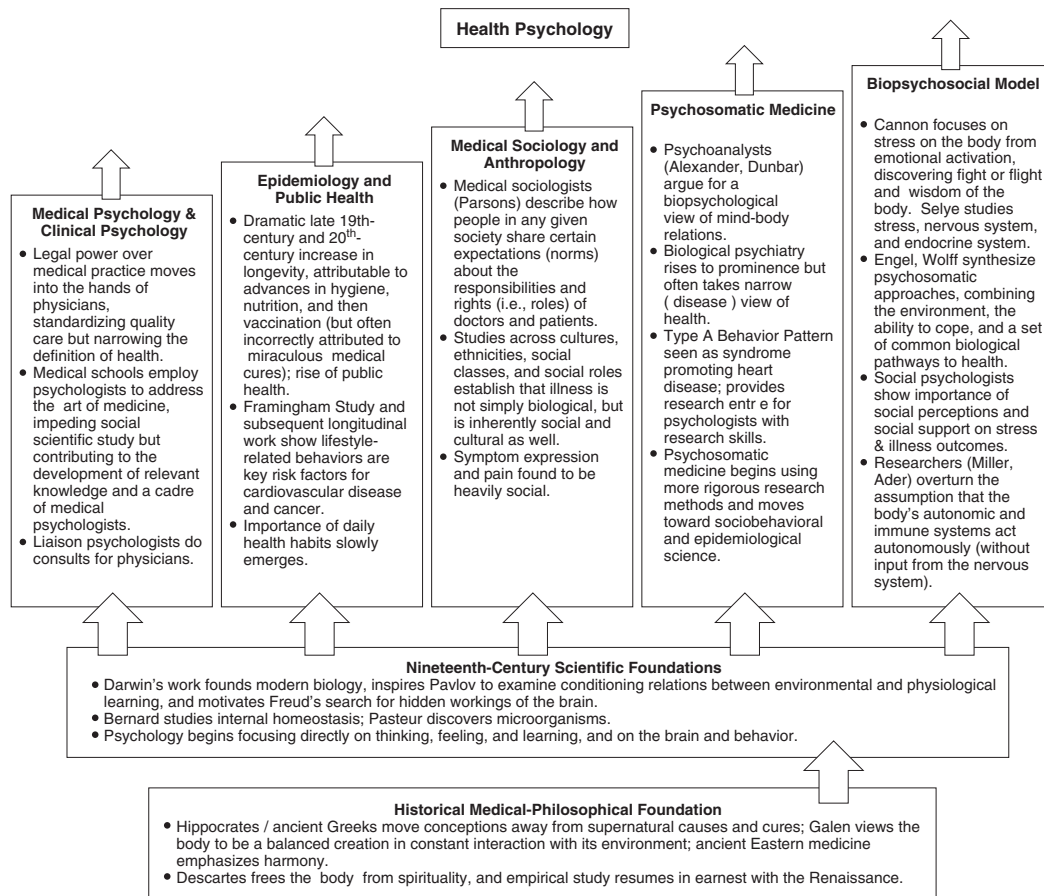 Health Psychology
Medical Psychology &
Clinical Psychology
• Legal power over
medical practice moves
into the hands of
physicians,
standardizing quality
care but narrowing the
definition of health.
• Medical schools employ
psychologists to address
the art of medicine,
impeding social
scientific study but
contributing to the
development of relevant
knowledge and a cadre
of medical
psychologists.
• Liaison psychologists do
consults for physicians.
Epidemiology and
Public Health
• Dramatic late 19th-
century and 20th-
century increase in
longevity, attributable to
advances in hygiene,
nutrition, and then
vaccination (but often
incorrectly attributed to
miraculous medical
cures); rise of public
health.
• Framingham Study and
subsequent longitudinal
work show lifestyle-
related behaviors are
key risk factors for
cardiovascular disease
and cancer.
• Importance of daily
health habits slowly
emerges.
Medical Sociology and
Anthropology
• Medical sociologists
(Parsons) describe how
people in any given
society share certain
expectations (norms)
about the
responsibilities and
rights (i.e., roles) of
doctors and patients.
• Studies across cultures,
ethnicities, social
classes, and social roles
establish that illness is
not simply biological, but
is inherently social and
cultural as well.
• Symptom expression
and pain found to be
heavily social.
Psychosomatic Medicine
• Psychoanalysts
(Alexander, Dunbar)
argue for a
biopsychological
view of mind-body
relations.
• Biological psychiatry
rises to prominence but
often takes narrow
( disease ) view of
health.
• Type A Behavior Pattern
seen as syndrome
promoting heart
disease; provides
research entr e for
psychologists with
research skills.
• Psychosomatic
medicine begins using
more rigorous research
methods and moves
toward sociobehavioral
and epidemiological
science.
Biopsychosocial Model
• Cannon focuses on
stress on the body from
emotional activation,
discovering fight or flight
and wisdom of the
body. Selye studies
stress, nervous system,
and endocrine system.
• Engel, Wolff synthesize
psychosomatic
approaches, combining
the environment, the
ability to cope, and a set
of common biological
pathways to health.
• Social psychologists
show importance of
social perceptions and
social support on stress
& illness outcomes.
• Researchers (Miller,
Ader) overturn the
assumption that the
body's autonomic and
immune systems act
autonomously (without
input from the nervous
system).
Nineteenth-Century Scientific Foundations
• Darwin's work founds modern biology, inspires Pavlov to examine conditioning relations between environmental and physiological
learning, and motivates Freud's search for hidden workings of the brain.
• Bernard studies internal homeostasis; Pasteur discovers microorganisms.
• Psychology begins focusing directly on thinking, feeling, and learning, and on the brain and behavior.
Historical Medical-Philosophical Foundation
• Hippocrates / ancient Greeks move conceptions away from supernatural causes and cures; Galen views the
body to be a balanced creation in constant interaction with its environment; ancient Eastern medicine
emphasizes harmony.
• Descartes frees the body from spirituality, and empirical study resumes in earnest with the Renaissance.